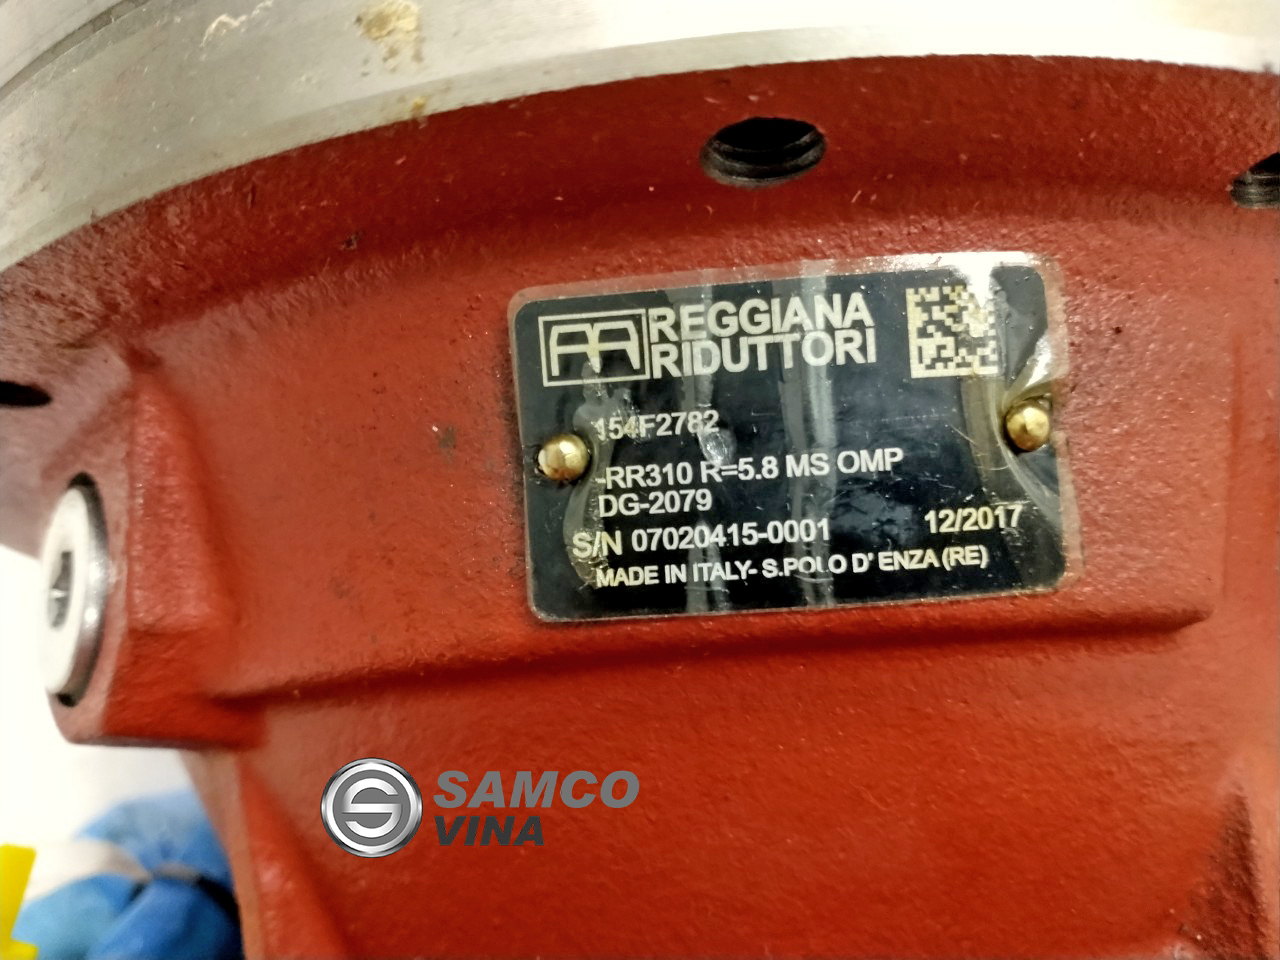 REGGIANA
RIDUTTORI
154F2782
-RR310 R=5.8 MS OMP
DG-2079
S/N 07020415-0001 12/2017
MADE IN ITALY- S.POLO D' ENZA (RE)
SAMCO
VINA